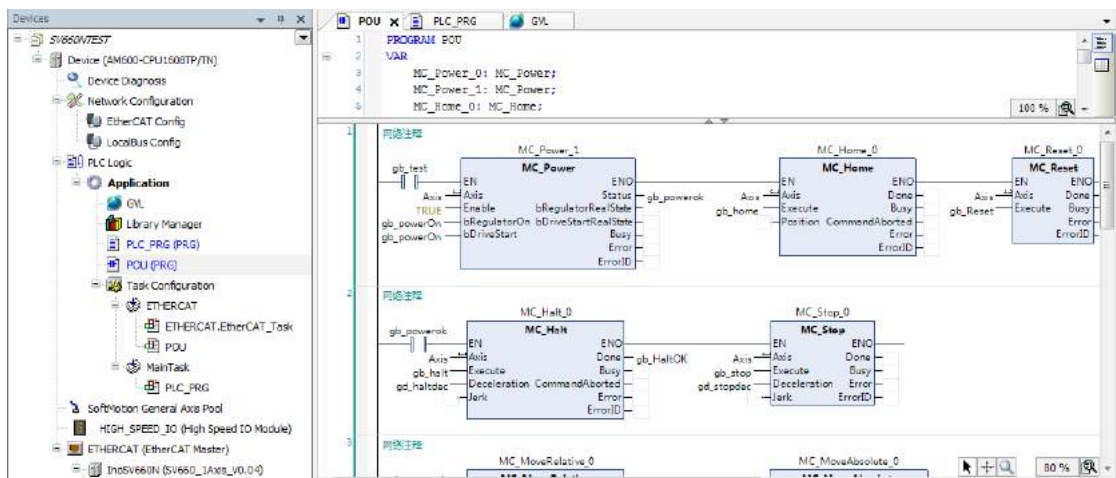 Devices
SV660NTEST
Device (AM600-CPU1608TP/TN)
Device Diagnosis
Network Configuration
EtherCAT Config
LocalBus Config
PLC Logic
Application
GVL
Library Manager
PLC_PRG (PRG)
POU (PRG)
Task Configuration
ETHERCAT
ETHERCAT.EtherCAT_Task
POU
MainTask
PLC_PRG
SoftMotion General Axis Pool
HIGH_SPEED_IO (High Speed IO Module)
ETHERCAT (EtherCAT Master)
InoSV660N (SV660_1Axis_V0.04)
POU PLC_PRG GVL
1 PROGRAM POU
2 VAR
3 MC_Power_0: MC_Power;
4 MC_Power_1: MC_Power;
5 MC_Home_0: MC_Home;
100 %
1 网络注释
MC_Power_1 MC_Home_0 MC_Reset_0
gb_test MC_Power MC_Home MC_Reset
EN ENO EN ENO EN ENO
Axis Axis Status gb_powerok Axis Axis Done Axis Axis Done
TRUE Enable bRegulatorRealState gb_home Execute Busy gb_Reset Execute Busy
gb_powerOn bRegulatorOn bDriveStartRealState Position CommandAborted Error
gb_powerOn bDriveStart Busy Error ErrorID
Error ErrorID
ErrorID
2 网络注释
MC_Halt_0 MC_Stop_0
gb_powerok MC_Halt MC_Stop
EN ENO EN ENO
Axis Axis Done gb_HaltOK Axis Axis Done
gb_halt Execute Busy gb_stop Execute Busy
gd_haltdec Deceleration CommandAborted gd_stopdec Deceleration Error
Jerk Error Jerk ErrorID
ErrorID
3 网络注释
MC_MoveRelative_0 MC_MoveAbsolute_0
80 %